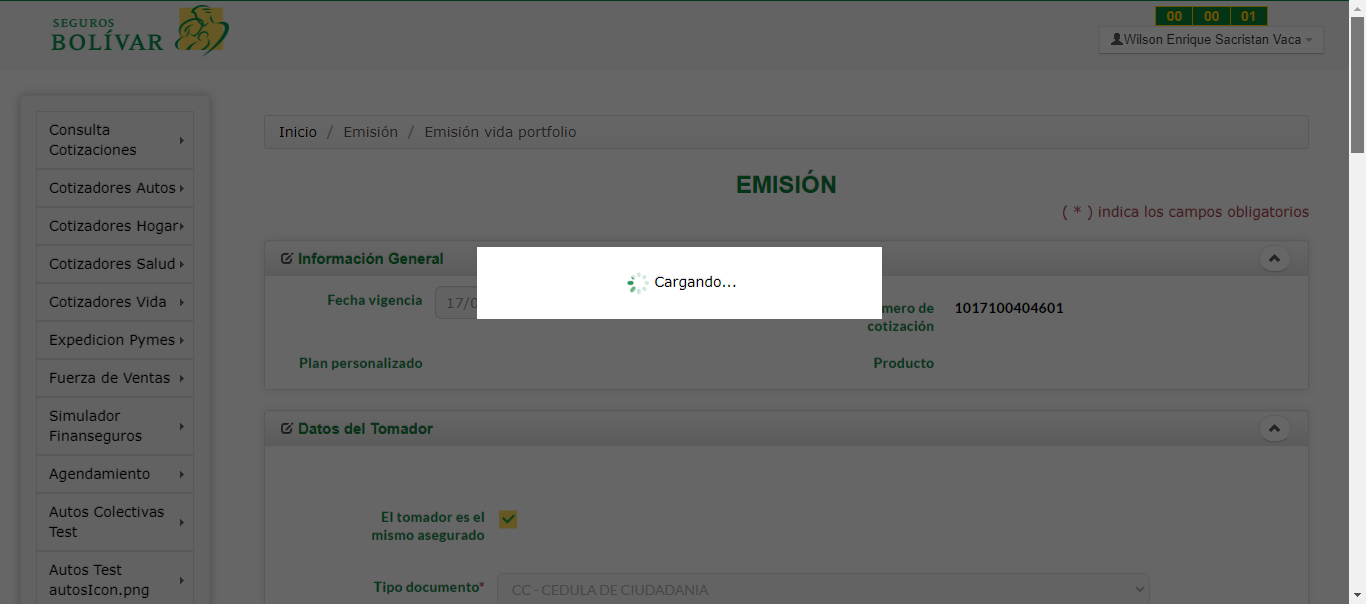 SEGUROS
BOLÍVAR
00 00 01
Wilson Enrique Sacristan Vaca
Consulta
Cotizaciones
Cotizadores Autos
Cotizadores Hogar
Cotizadores Salud
Cotizadores Vida
Expedicion Pymes
Fuerza de Ventas
Simulador
Finanseguros
Agendamiento
Autos Colectivas
Test
Autos Test
autosIcon.png
Inicio / Emisión / Emisión vida portfolio
EMISIÓN
( * ) indica los campos obligatorios
Información General
Cargando...
Fecha vigencia 17/0
mero de
cotización
1017100404601
Plan personalizado
Producto
Datos del Tomador
El tomador es el
mismo asegurado
Tipo documento* CC - CEDULA DE CIUDADANIA